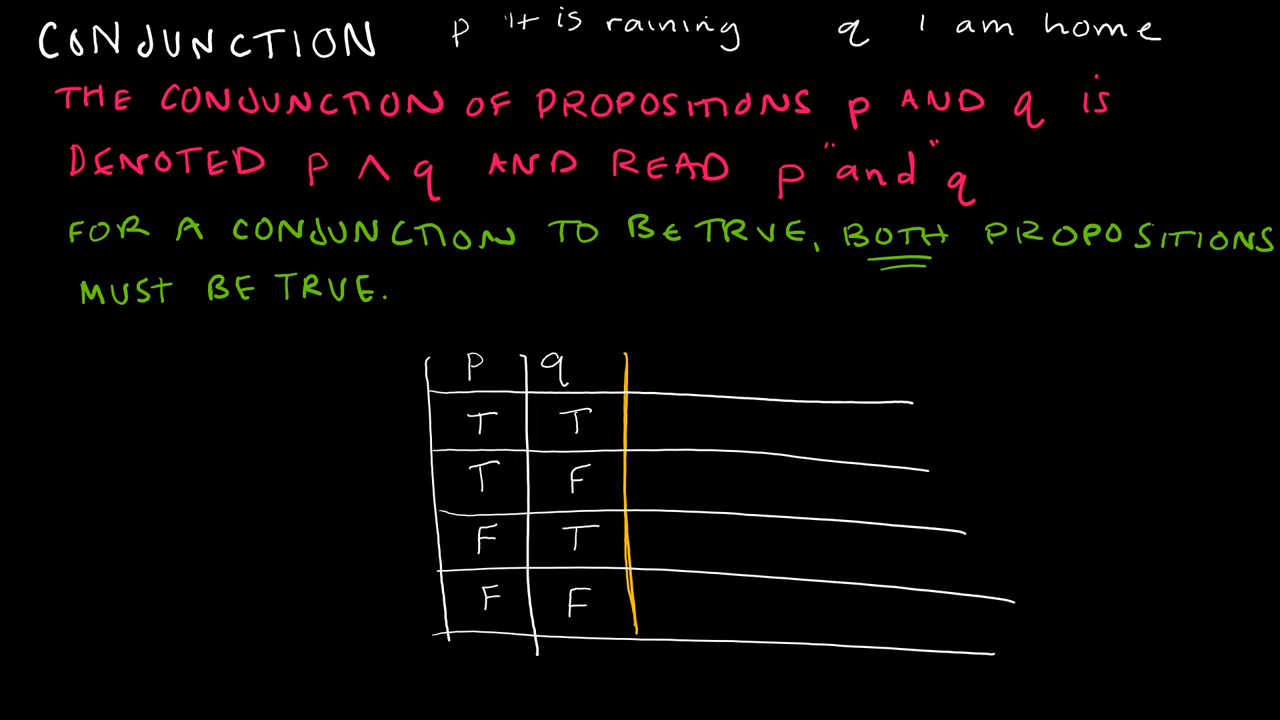 CONJUNCTION p It is raining q I am home
THE CONJUNCTION OF PROPOSITIONS p AND q is
DENOTED p ∧ q AND READ p "and" q
FOR A CONJUNCTION TO BE TRUE, BOTH PROPOSITIONS
MUST BE TRUE.
p q
T T
T F
F T
F F